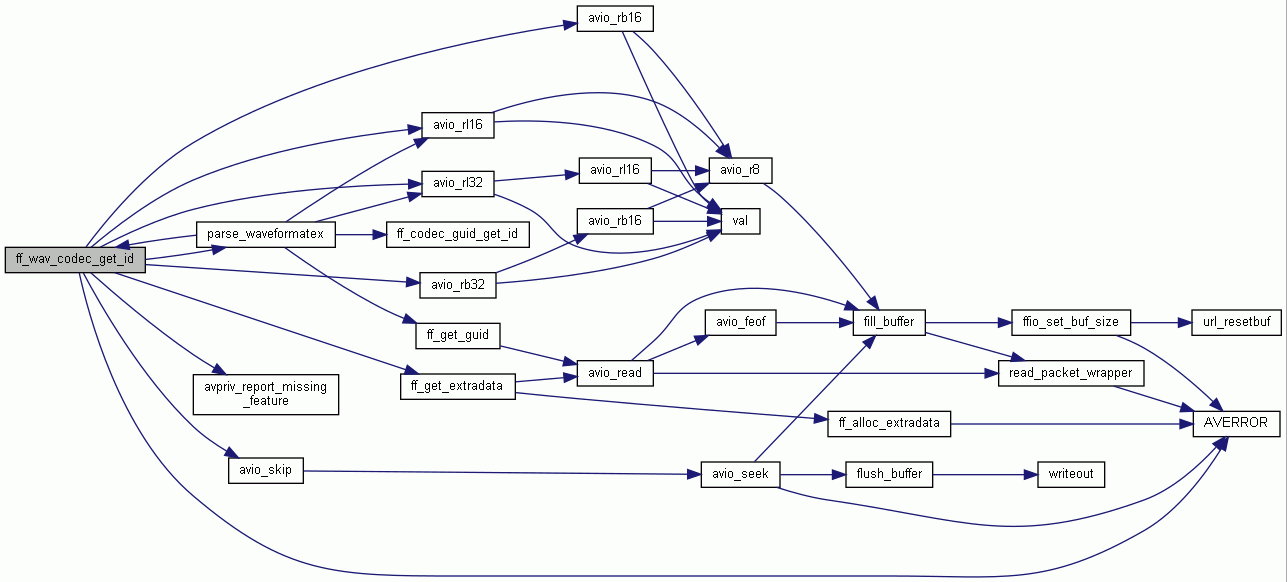 avio_rb16
avio_rl16
avio_rl16
avio_r8
avio_rl32
avio_rb16
val
parse_waveformatex
ff_codec_guid_get_id
ff_wav_codec_get_id
avio_rb32
avio_feof
fill_buffer
ffio_set_buf_size
url_resetbuf
ff_get_guid
avio_read
read_packet_wrapper
avpriv_report_missing
_feature
ff_get_extradata
ff_alloc_extradata
AVERROR
avio_skip
avio_seek
flush_buffer
writeout